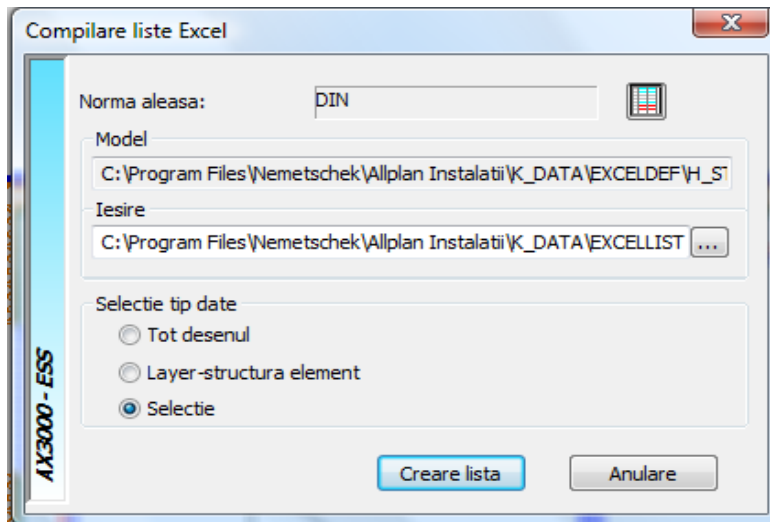 Compilare liste Excel
Norma aleasa: DIN
Model
C:\Program Files\Nemetschek\Allplan Instalatii\K_DATA\EXCELDEF\H_ST
Iesire
C:\Program Files\Nemetschek\Allplan Instalatii\K_DATA\EXCELLIST ...
Selectie tip date
Tot desenul
Layer-structura element
Selectie
AX3000 - ESS
Creare lista Anulare